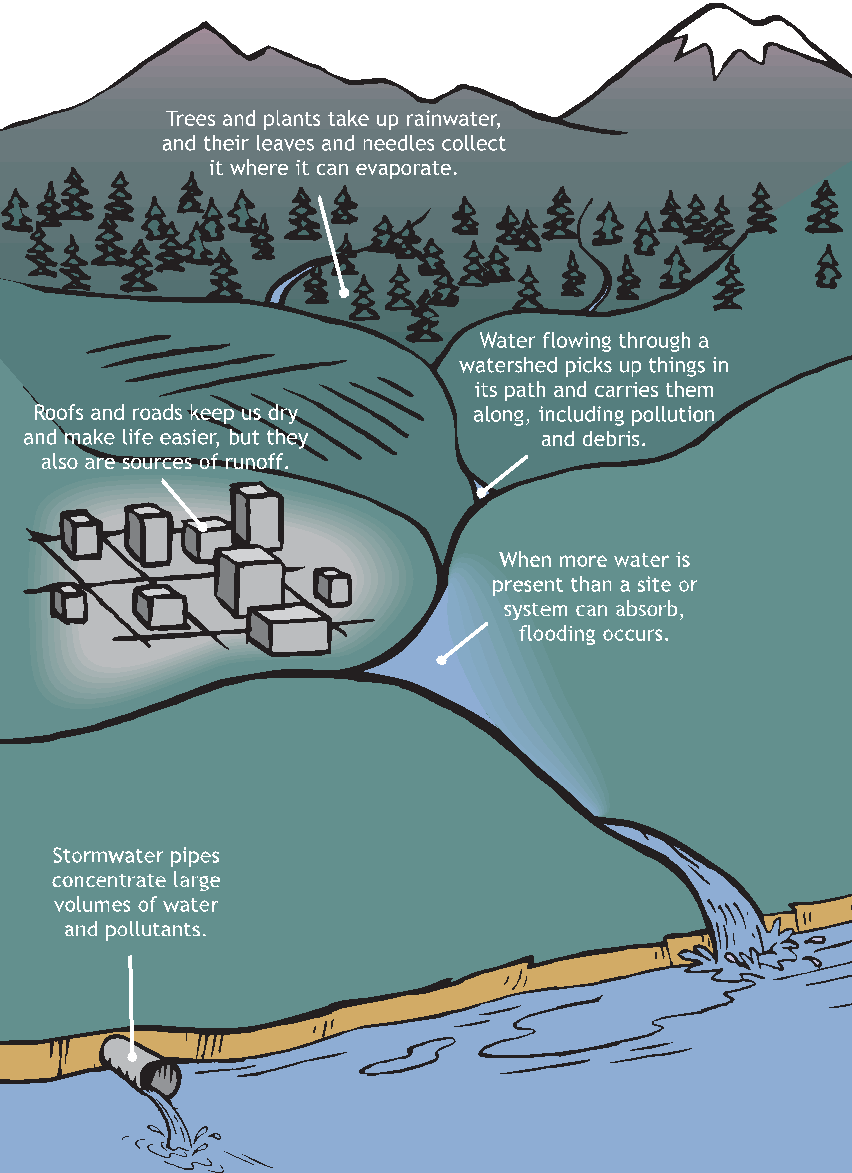 Trees and plants take up rainwater,
and their leaves and needles collect
it where it can evaporate.
Water flowing through a
watershed picks up things in
its path and carries them
along, including pollution
and debris.
Roofs and roads keep us dry
and make life easier, but they
also are sources of runoff.
When more water is
present than a site or
system can absorb,
flooding occurs.
Stormwater pipes
concentrate large
volumes of water
and pollutants.